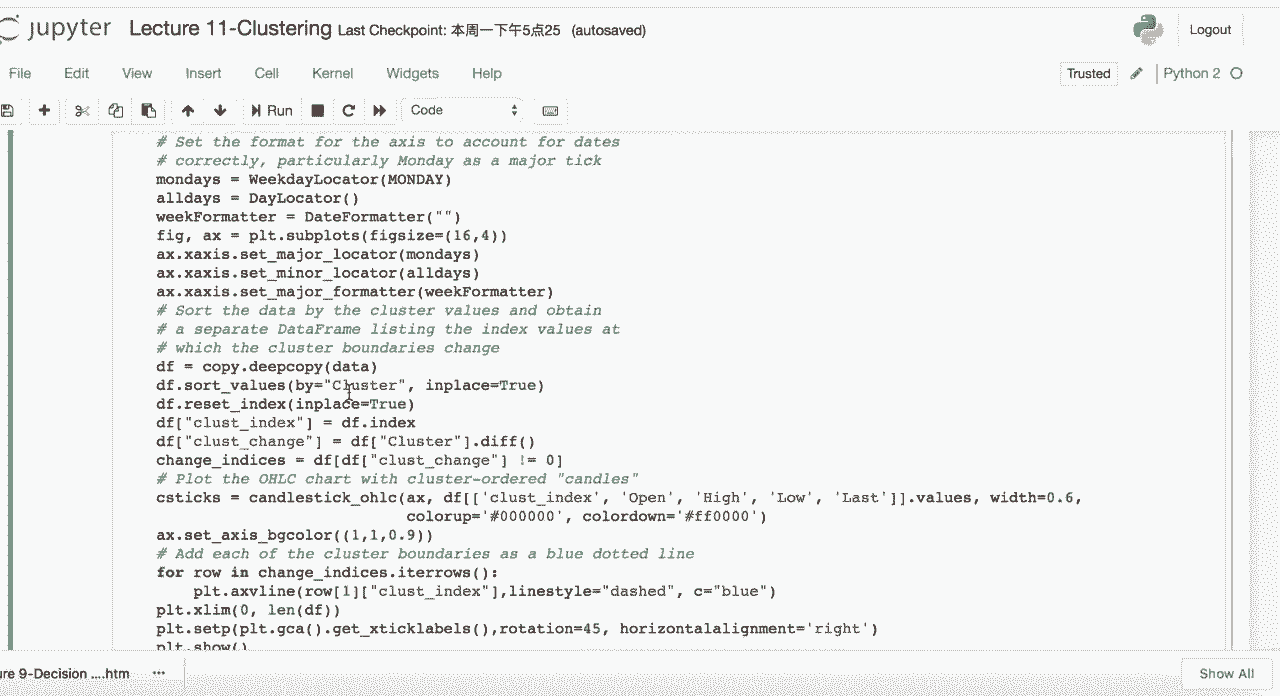 jupyter Lecture 11-Clustering Last Checkpoint: 本周一下午5点25 (autosaved)
Logout
File Edit View Insert Cell Kernel Widgets Help
Trusted Python 2
Run Code
# Set the format for the axis to account for dates
# correctly, particularly Monday as a major tick
mondays = WeekdayLocator(MONDAY)
alldays = DayLocator()
weekFormatter = DateFormatter("")
fig, ax = plt.subplots(figsize=(16,4))
ax.xaxis.set_major_locator(mondays)
ax.xaxis.set_minor_locator(alldays)
ax.xaxis.set_major_formatter(weekFormatter)
# Sort the data by the cluster values and obtain
# a separate DataFrame listing the index values at
# which the cluster boundaries change
df = copy.deepcopy(data)
df.sort_values(by="Cluster", inplace=True)
df.reset_index(inplace=True)
df["clust_index"] = df.index
df["clust_change"] = df["Cluster"].diff()
change_indices = df[df["clust_change"] != 0]
# Plot the OHLC chart with cluster-ordered "candles"
csticks = candlestick_ohlc(ax, df[['clust_index', 'Open', 'High', 'Low', 'Last']].values, width=0.6,
colorup='#000000', colordown='#ff0000')
ax.set_axis_bgcolor((1,1,0.9))
# Add each of the cluster boundaries as a blue dotted line
for row in change_indices.iterrows():
plt.axvline(row[1]["clust_index"],linestyle="dashed", c="blue")
plt.xlim(0, len(df))
plt.setp(plt.gca().get_xticklabels(),rotation=45, horizontalalignment='right')
plt.show()
ure 9-Decision ....htm
Show All